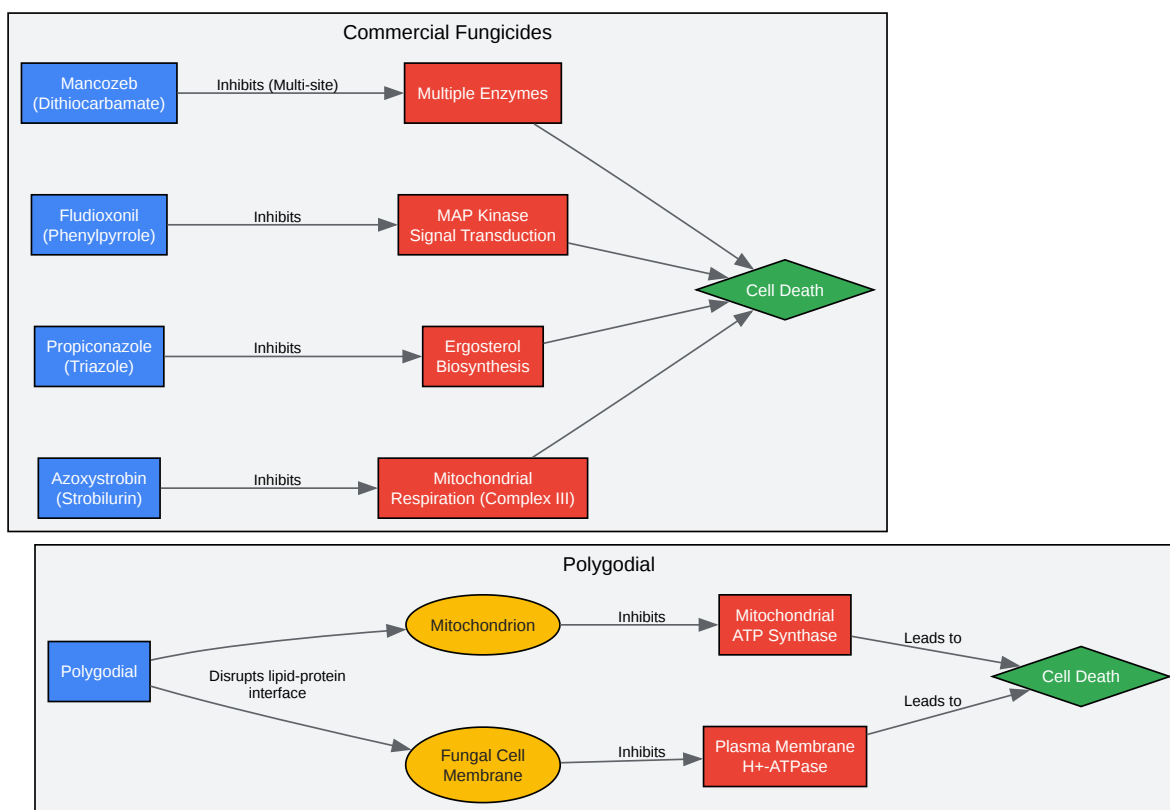 Commercial Fungicides
Mancozeb
(Dithiocarbamate)
Inhibits (Multi-site)
Multiple Enzymes
Fludioxonil
(Phenylpyrrole)
Inhibits
MAP Kinase
Signal Transduction
Cell Death
Propiconazole
(Triazole)
Inhibits
Ergosterol
Biosynthesis
Azoxystrobin
(Strobilurin)
Inhibits
Mitochondrial
Respiration (Complex III)
Polygodial
Polygodial
Disrupts lipid-protein
interface
Mitochondrion
Inhibits
Mitochondrial
ATP Synthase
Leads to
Cell Death
Fungal Cell
Membrane
Inhibits
Plasma Membrane
H+-ATPase
Leads to